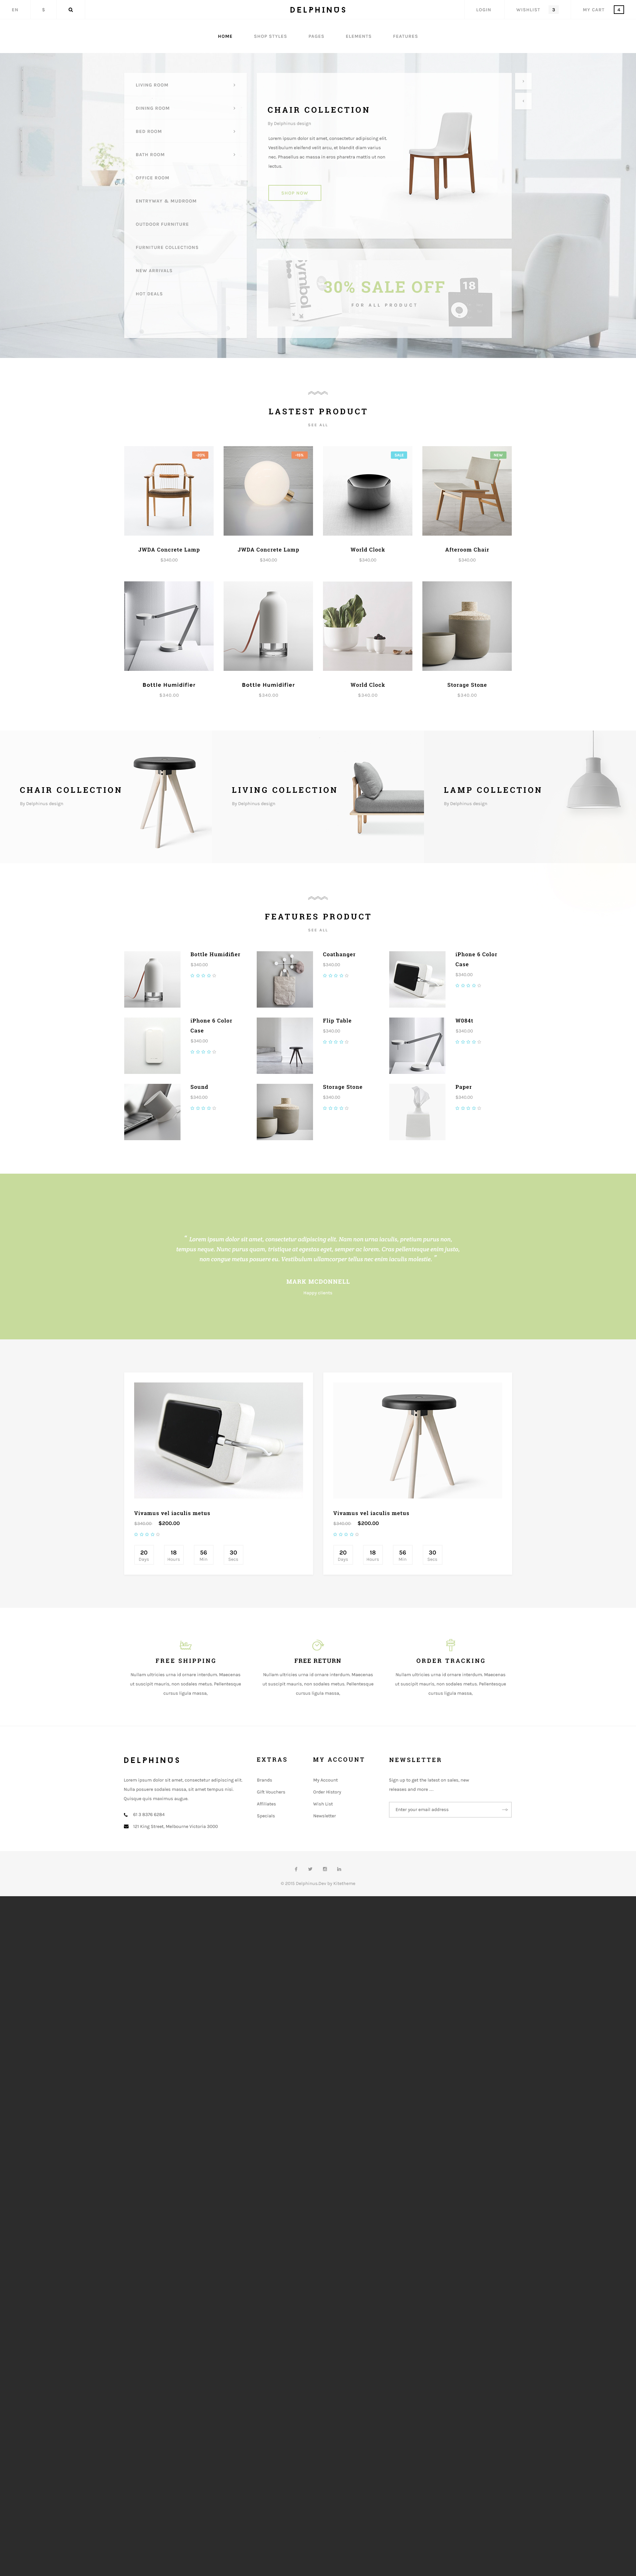 EN
$
DELPHINUS
LOGIN
WISHLIST
3
MY CART
4
HOME
SHOP STYLES
PAGES
ELEMENTS
FEATURES
LIVING ROOM
DINING ROOM
BED ROOM
BATH ROOM
OFFICE ROOM
ENTRYWAY & MUDROOM
OUTDOOR FURNITURE
FURNITURE COLLECTIONS
NEW ARRIVALS
HOT DEALS
CHAIR COLLECTION
By Delphinus design
Lorem ipsum dolor sit amet, consectetur adipiscing elit.
Vestibulum eleifend velit arcu, at blandit diam varius
nec. Phasellus ac massa in eros pharetra mattis ut non
lectus.
SHOP NOW
30% SALE OFF
FOR ALL PRODUCT
symbol
18
LASTEST PRODUCT
SEE ALL
SALE
NEW
JWDA Concrete Lamp
$340.00
JWDA Concrete Lamp
$340.00
World Clock
$340.00
Afteroom Chair
$340.00
Bottle Humidifier
$340.00
Bottle Humidifier
$340.00
World Clock
$340.00
Storage Stone
$340.00
CHAIR COLLECTION
By Delphinus design
LIVING COLLECTION
By Delphinus design
LAMP COLLECTION
By Delphinus design
FEATURES PRODUCT
SEE ALL
Bottle Humidifier
$340.00
Coathanger
$340.00
iPhone 6 Color
Case
$340.00
iPhone 6 Color
Case
$340.00
Flip Table
$340.00
W084t
$340.00
Sound
$340.00
Storage Stone
$340.00
Paper
$340.00
" Lorem ipsum dolor sit amet, consectetur adipiscing elit. Nam non urna iaculis, pretium purus non,
tempus neque. Nunc purus quam, tristique et egestas eget, semper ac lorem. Cras pellentesque enim justo,
non congue metus posuere eu. Vestibulum ullamcorper tellus nec enim iaculis molestie. "
MARK MCDONNELL
Happy clients
Vivamus vel iaculis metus
$340.00 $200.00
20
Days
18
Hours
56
Min
30
Secs
Vivamus vel iaculis metus
$340.00 $200.00
20
Days
18
Hours
56
Min
30
Secs
FREE SHIPPING
Nullam ultricies urna id ornare interdum. Maecenas
ut suscipit mauris, non sodales metus. Pellentesque
cursus ligula massa,
FREE RETURN
Nullam ultricies urna id ornare interdum. Maecenas
ut suscipit mauris, non sodales metus. Pellentesque
cursus ligula massa,
ORDER TRACKING
Nullam ultricies urna id ornare interdum. Maecenas
ut suscipit mauris, non sodales metus. Pellentesque
cursus ligula massa,
DELPHINUS
Lorem ipsum dolor sit amet, consectetur adipiscing elit.
Nulla posuere sodales massa, sit amet tempus nisi.
Quisque quis maximus augue.
61 3 8376 6284
121 King Street, Melbourne Victoria 3000
EXTRAS
Brands
Gift Vouchers
Affiliates
Specials
MY ACCOUNT
My Account
Order History
Wish List
Newsletter
NEWSLETTER
Sign up to get the latest on sales, new
releases and more ...
Enter your email address